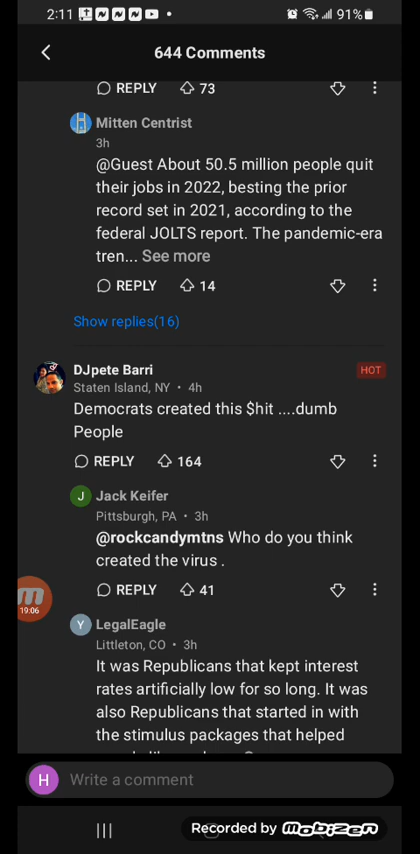 2:11 91%
644 Comments
REPLY 73
Mitten Centrist
3h
@Guest About 50.5 million people quit
their jobs in 2022, besting the prior
record set in 2021, according to the
federal JOLTS report. The pandemic-era
tren... See more
REPLY 14
Show replies(16)
DJpete Barri HOT
Staten Island, NY • 4h
Democrats created this $hit ....dumb
People
REPLY 164
J Jack Keifer
Pittsburgh, PA • 3h
@rockcandymtns Who do you think
created the virus .
REPLY 41
m
19:06
Y LegalEagle
Littleton, CO • 3h
It was Republicans that kept interest
rates artificially low for so long. It was
also Republicans that started in with
the stimulus packages that helped
H Write a comment
Recorded by mobizen